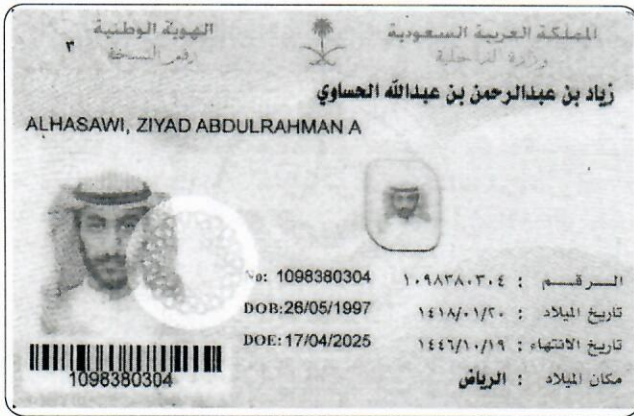 المملكة العربية السعودية
وزارة الداخلية
الهوية الوطنية
رقم النسخة ٣
زياد بن عبدالرحمن بن عبدالله الحساوي
ALHASAWI, ZIYAD ABDULRAHMAN A
No: 1098380304 الرقم : ١٠٩٨٣٨٠٣٠٤
DOB:26/05/1997 تاريخ الميلاد : ١٤١٨/٠١/٢٠
DOE:17/04/2025 تاريخ الانتهاء : ١٤٤٦/١٠/١٩
مكان الميلاد : الرياض
1098380304